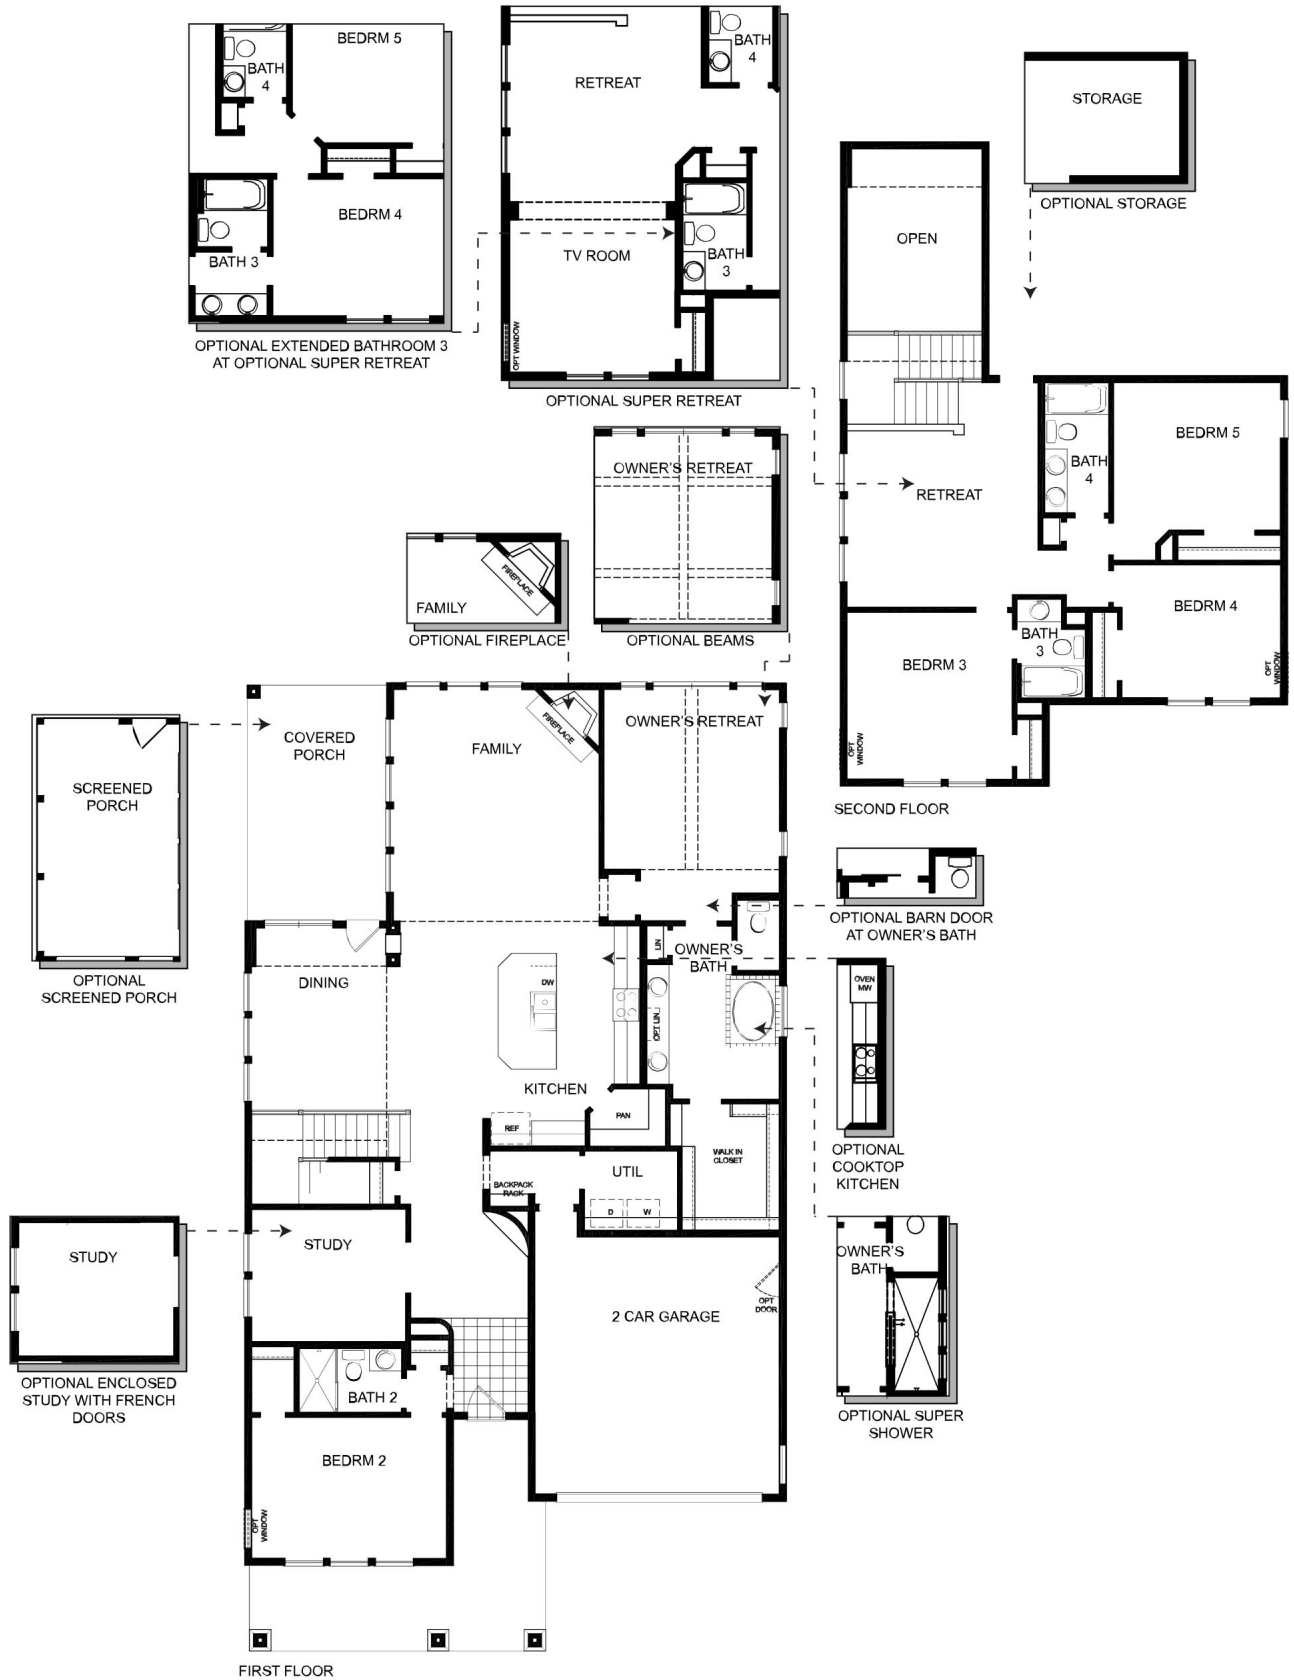 BEDRM 5
BATH
4
BEDRM 4
BATH 3
OPTIONAL EXTENDED BATHROOM 3
AT OPTIONAL SUPER RETREAT
BATH
4
RETREAT
TV ROOM
BATH
3
OPT WINDOW
OPTIONAL SUPER RETREAT
STORAGE
OPTIONAL STORAGE
OPEN
BEDRM 5
BATH
4
RETREAT
BEDRM 4
BATH
3
BEDRM 3
OPT
WINDOW
OPT
WINDOW
SECOND FLOOR
OWNER'S RETREAT
OPTIONAL BEAMS
FIREPLACE
FAMILY
OPTIONAL FIREPLACE
SCREENED
PORCH
OPTIONAL
SCREENED PORCH
COVERED
PORCH
FAMILY
FIREPLACE
OWNER'S RETREAT
OPTIONAL BARN DOOR
AT OWNER'S BATH
LIN
OWNER'S
BATH
DINING
DW
OPT LIN
OVEN
MW
OPTIONAL
COOKTOP
KITCHEN
KITCHEN
REF
PAN
WALK IN
CLOSET
UTIL
BACKPACK
RACK
D
W
STUDY
OPTIONAL ENCLOSED
STUDY WITH FRENCH
DOORS
STUDY
OWNER'S
BATH
OPTIONAL SUPER
SHOWER
OPT
DOOR
2 CAR GARAGE
BATH 2
BEDRM 2
OPT
WINDOW
FIRST FLOOR